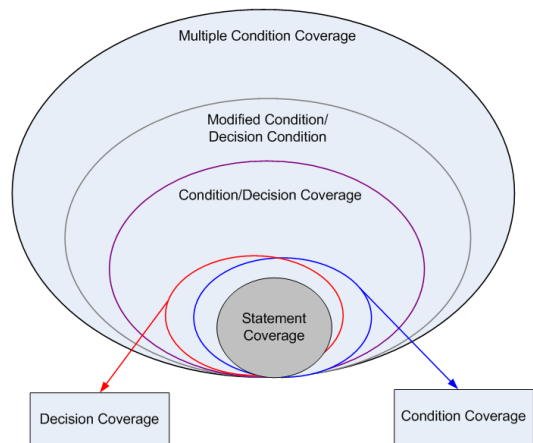 Multiple Condition Coverage
Modified Condition/
Decision Condition
Condition/Decision Coverage
Statement
Coverage
Decision Coverage
Condition Coverage